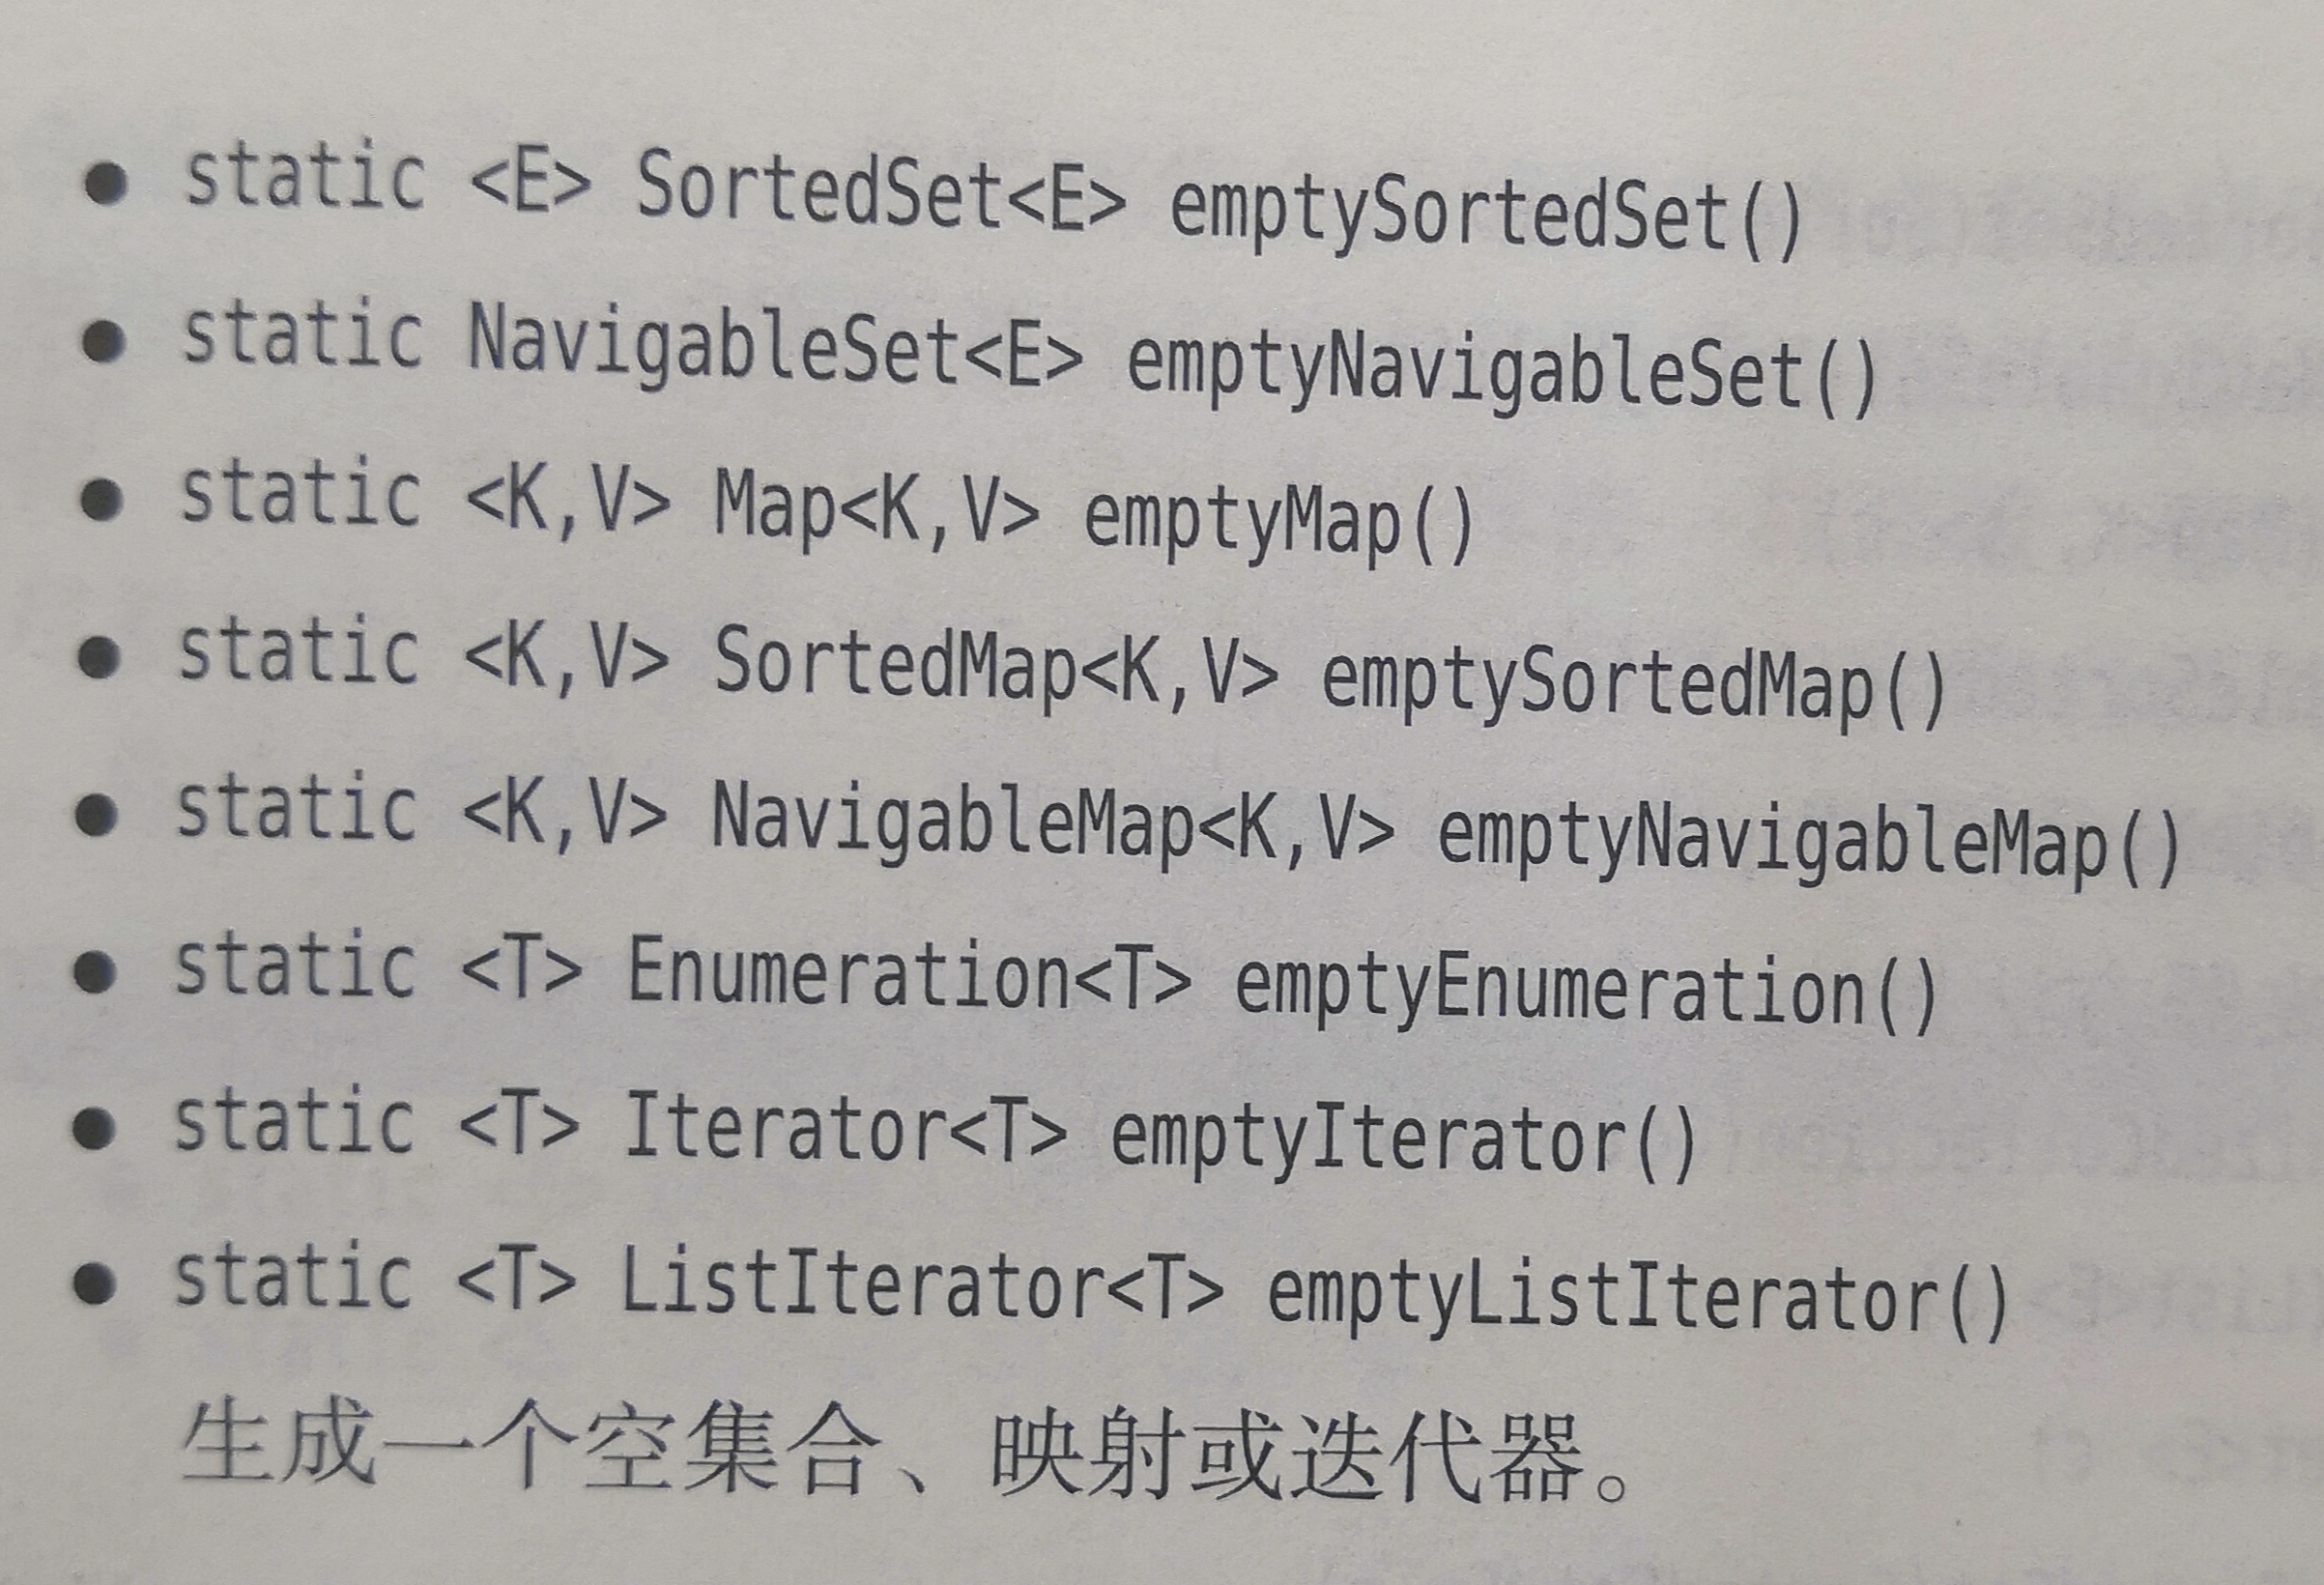 ● static <E> SortedSet<E> emptySortedSet()
● static NavigableSet<E> emptyNavigableSet()
● static <K,V> Map<K,V> emptyMap()
● static <K,V> SortedMap<K,V> emptySortedMap()
● static <K,V> NavigableMap<K,V> emptyNavigableMap()
● static <T> Enumeration<T> emptyEnumeration()
● static <T> Iterator<T> emptyIterator()
● static <T> ListIterator<T> emptyListIterator()
生成一个空集合、映射或迭代器。